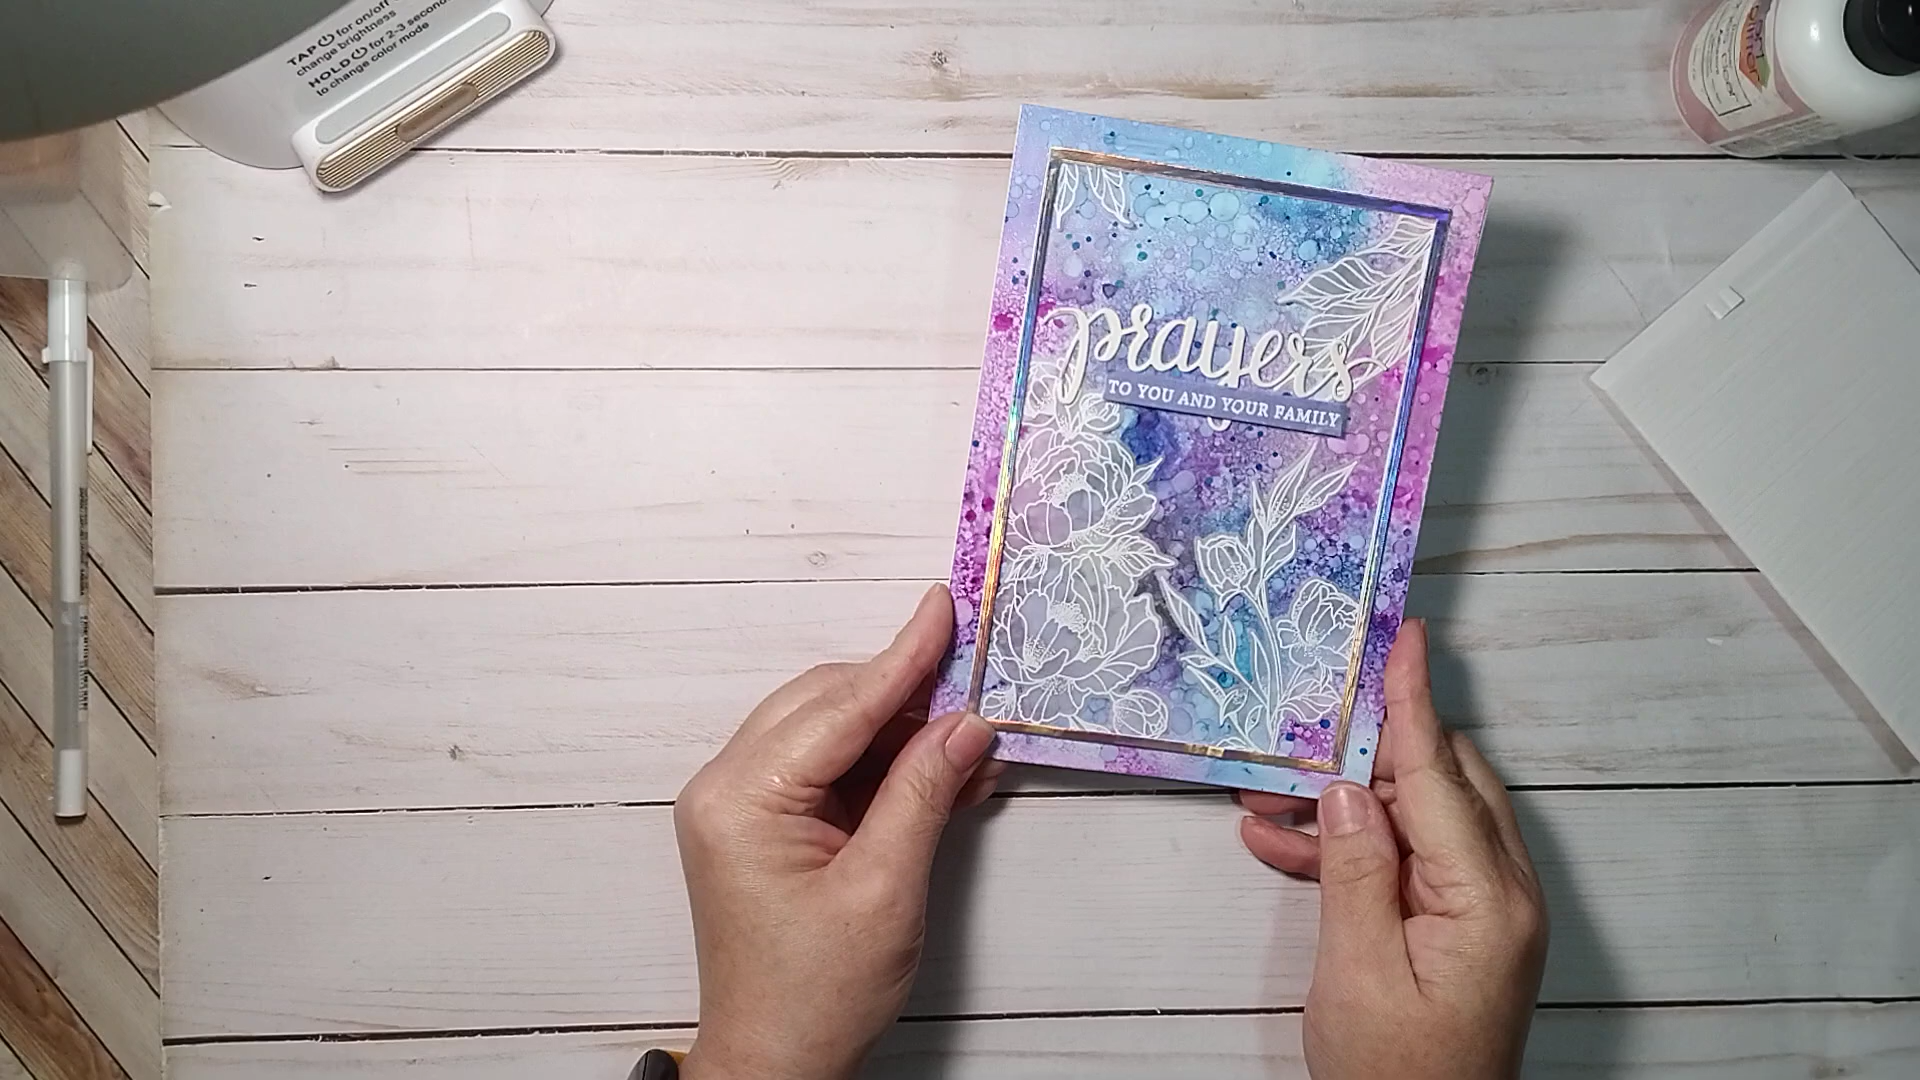 TAP for on/off
change brightness
HOLD for 2-3 seconds
to change color mode
prayers
TO YOU AND YOUR FAMILY